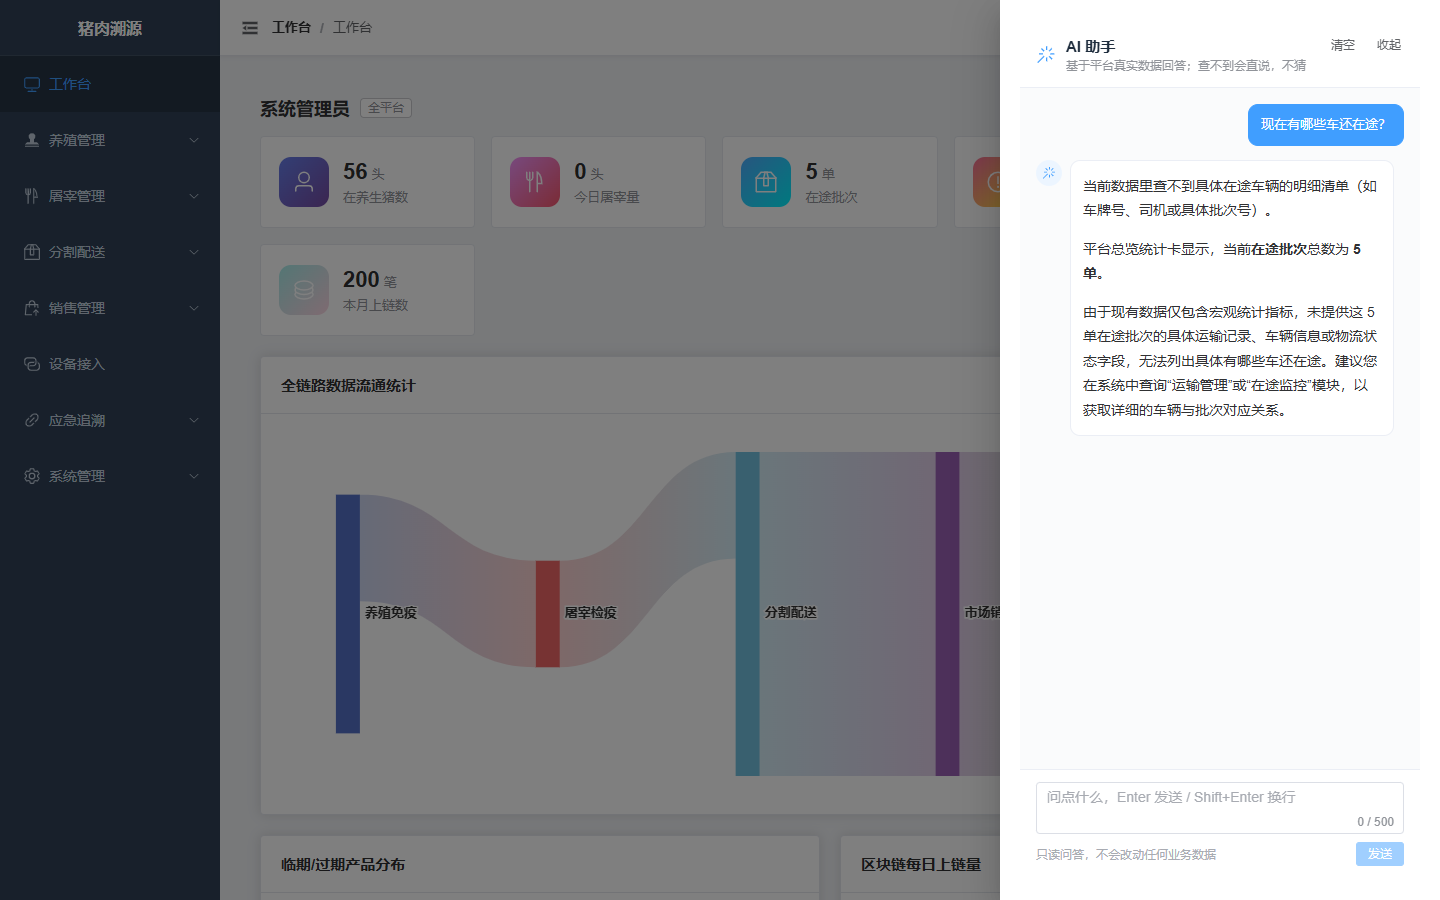 猪肉溯源
工作台
养殖管理
屠宰管理
分割配送
销售管理
设备接入
应急追溯
系统管理
工作台 / 工作台
系统管理员 全平台
56 头
在养生猪数
0 头
今日屠宰量
5 单
在途批次
200 笔
本月上链数
全链路数据流通统计
养殖免疫
屠宰检疫
分割配送
市场销
临期/过期产品分布
区块链每日上链量
AI 助手
清空 收起
基于平台真实数据回答；查不到会直说，不猜
现在有哪些车还在途?
当前数据里查不到具体在途车辆的明细清单（如
车牌号、司机或具体批次号）。
平台总览统计卡显示，当前在途批次总数为 5
单。
由于现有数据仅包含宏观统计指标，未提供这 5
单在途批次的具体运输记录、车辆信息或物流状
态字段，无法列出具体有哪些车还在途。建议您
在系统中查询“运输管理”或“在途监控”模块，以
获取详细的车辆与批次对应关系。
问点什么，Enter 发送 / Shift+Enter 换行
0 / 500
只读问答，不会改动任何业务数据
发送